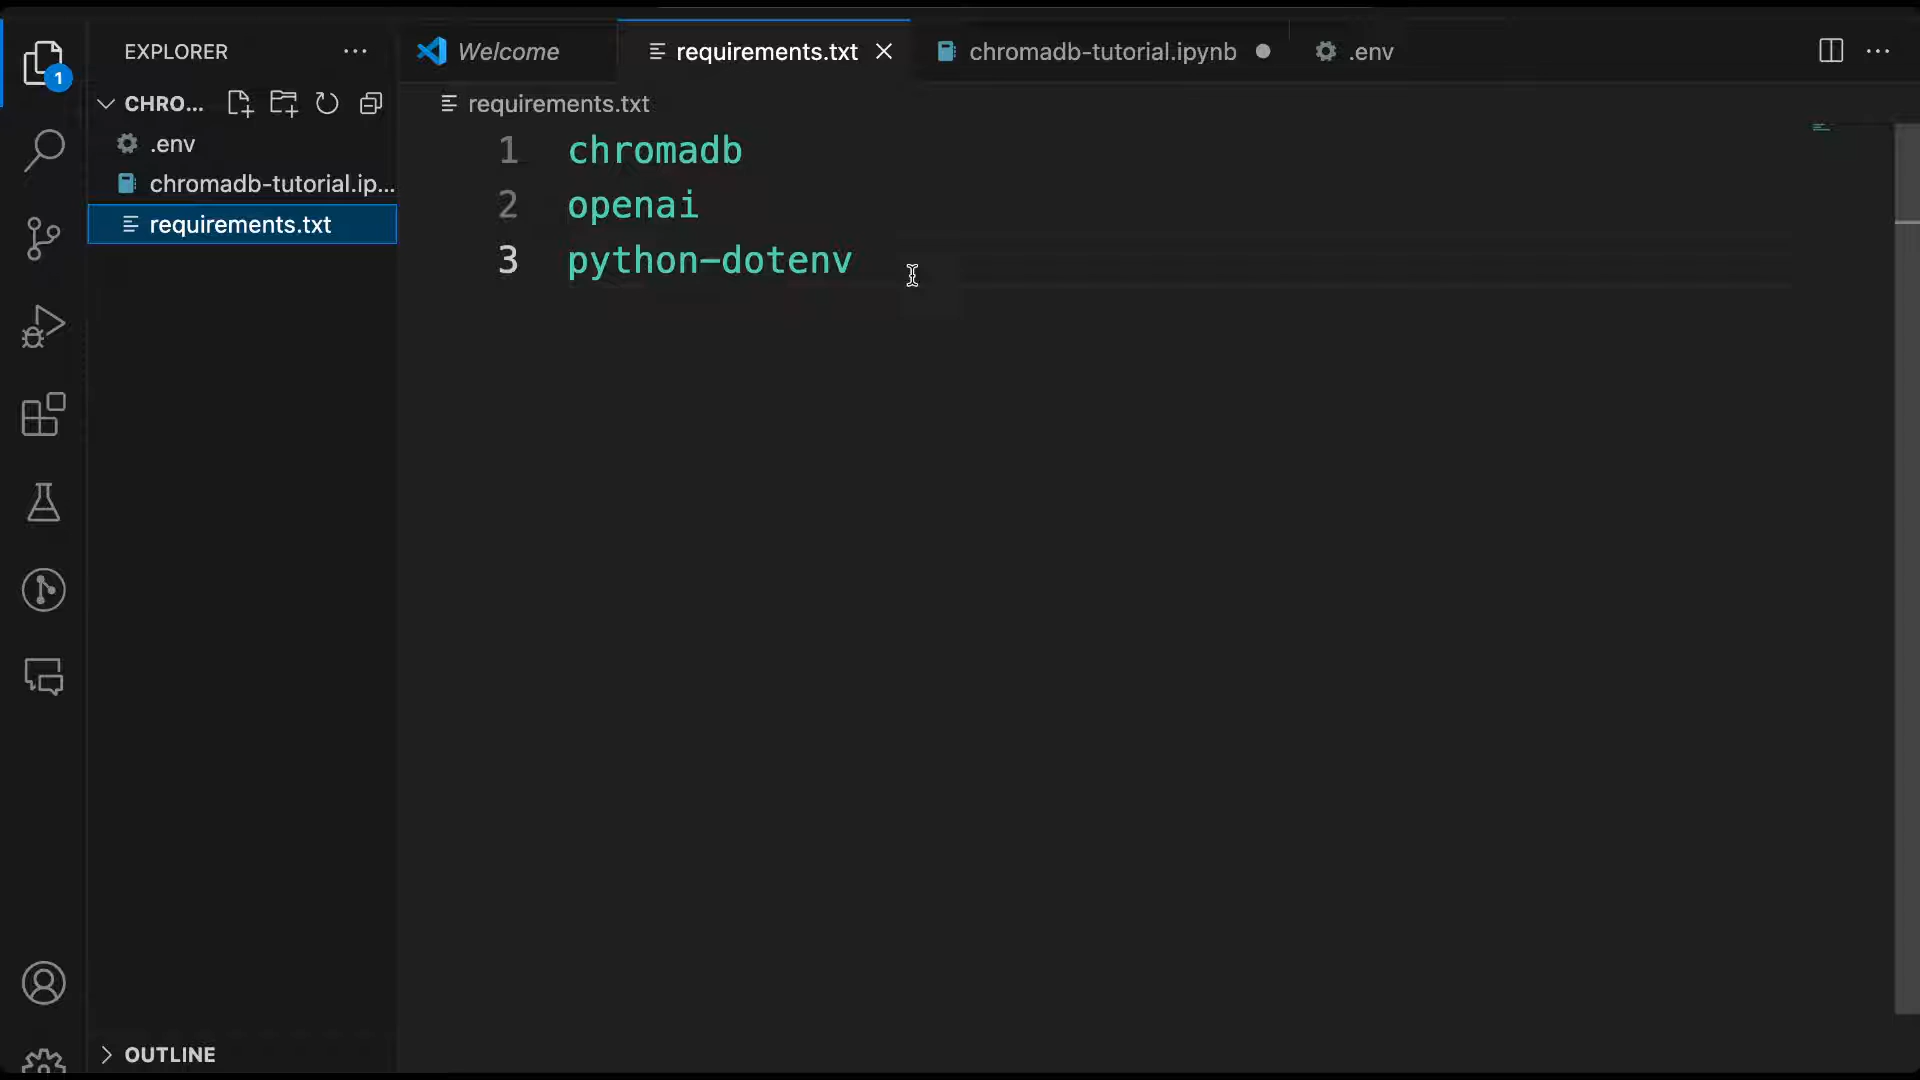 EXPLORER
Welcome
requirements.txt
chromadb-tutorial.ipynb
.env
1
CHRO...
requirements.txt
.env
chromadb-tutorial.ip...
requirements.txt
1 chromadb
2 openai
3 python-dotenv
OUTLINE